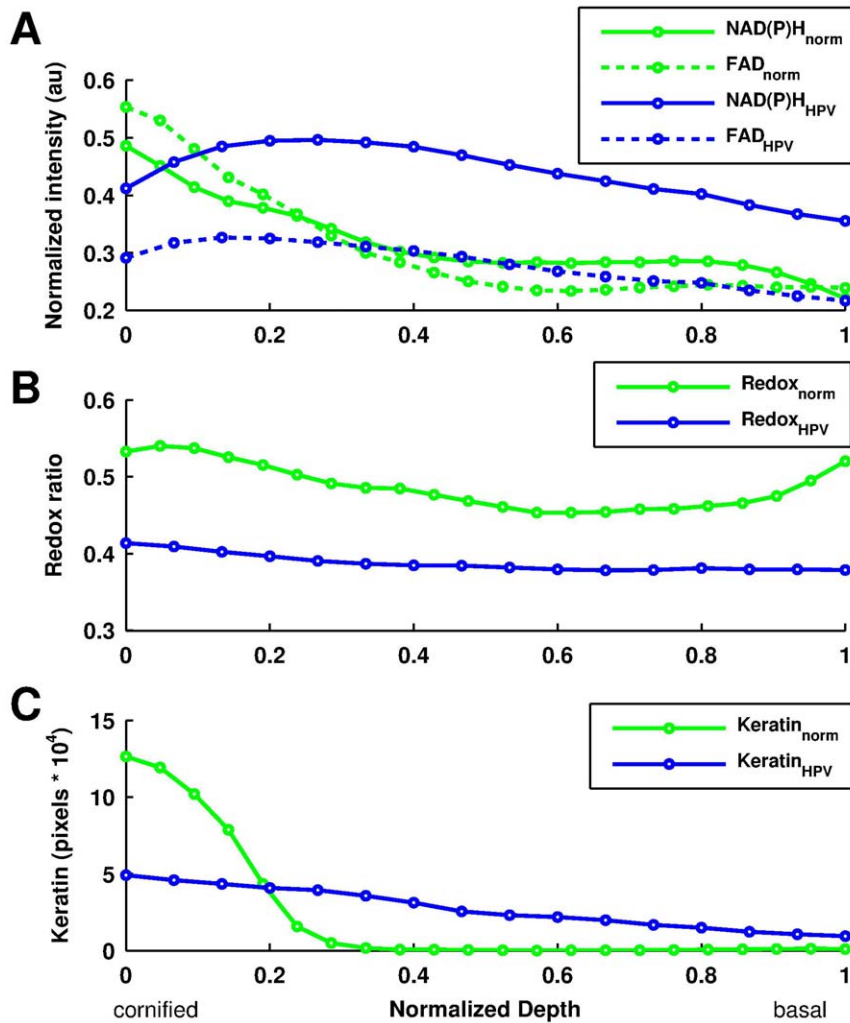 A
NAD(P)Hnorm
FADnorm
NAD(P)HHPV
FADHPV
Normalized intensity (au)
0.6
0.5
0.4
0.3
0.2
0 0.2 0.4 0.6 0.8 1
B
Redoxnorm
RedoxHPV
Redox ratio
0.6
0.5
0.4
0.3
0 0.2 0.4 0.6 0.8 1
C
Keratinnorm
KeratinHPV
Keratin (pixels * 10⁴)
15
10
5
0
0 0.2 0.4 0.6 0.8 1
cornified Normalized Depth basal